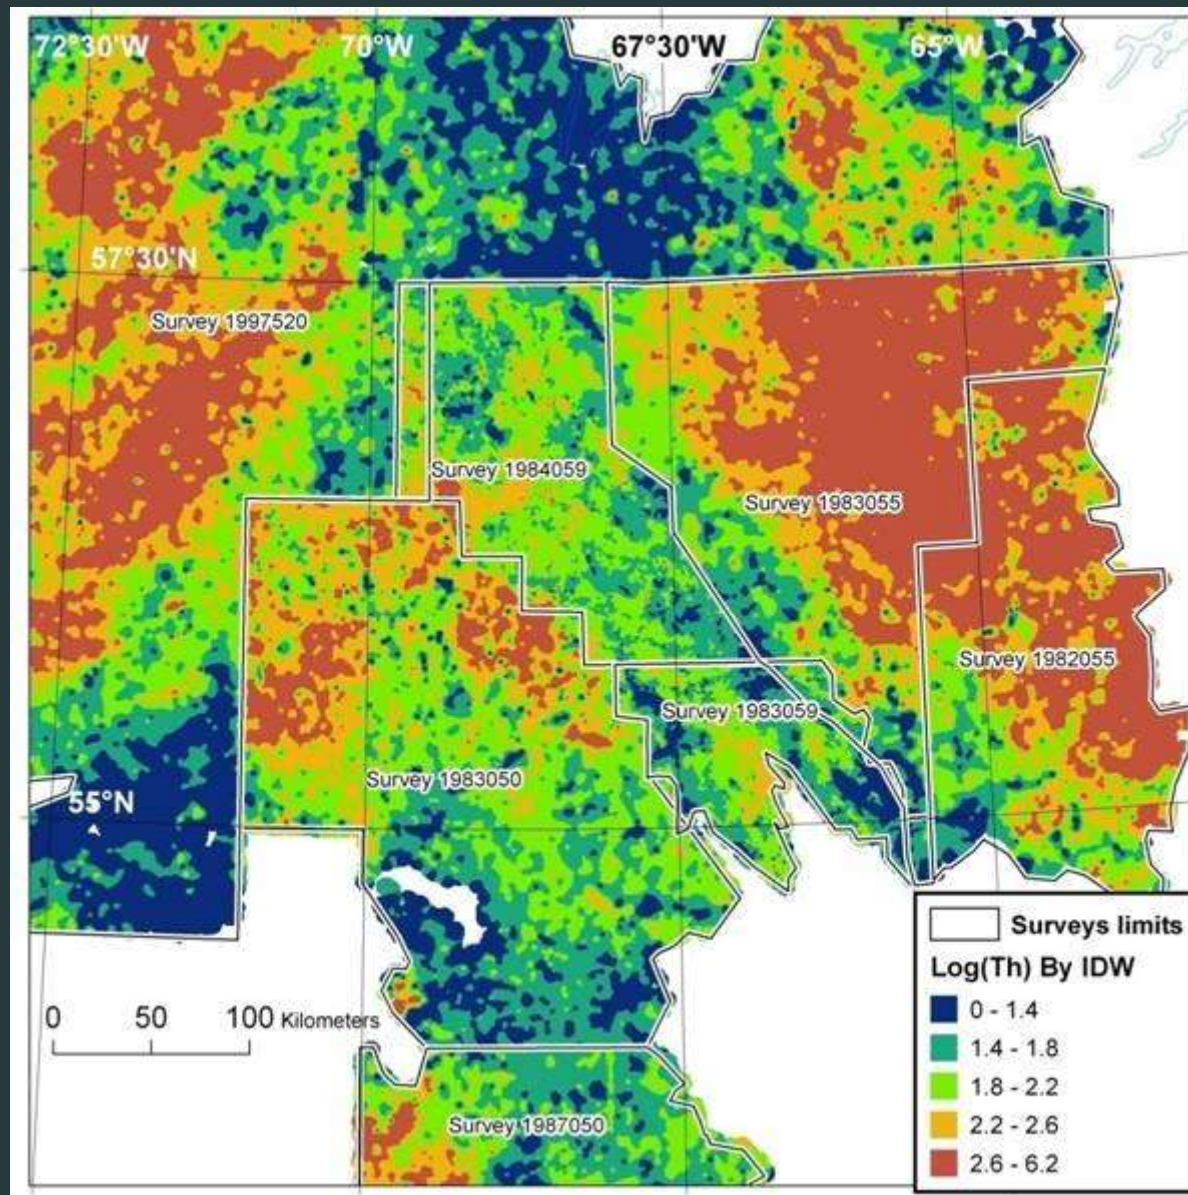 72°30'W 70°W 67°30'W 65°W
57°30'N
Survey 1997520
Survey 1984059
Survey 1983055
Survey 1982055
Survey 1983059
Survey 1983050
55°N
Surveys limits
Log(Th) By IDW
0 - 1.4
1.4 - 1.8
1.8 - 2.2
2.2 - 2.6
2.6 - 6.2
0 50 100 Kilometers
Survey 1987050